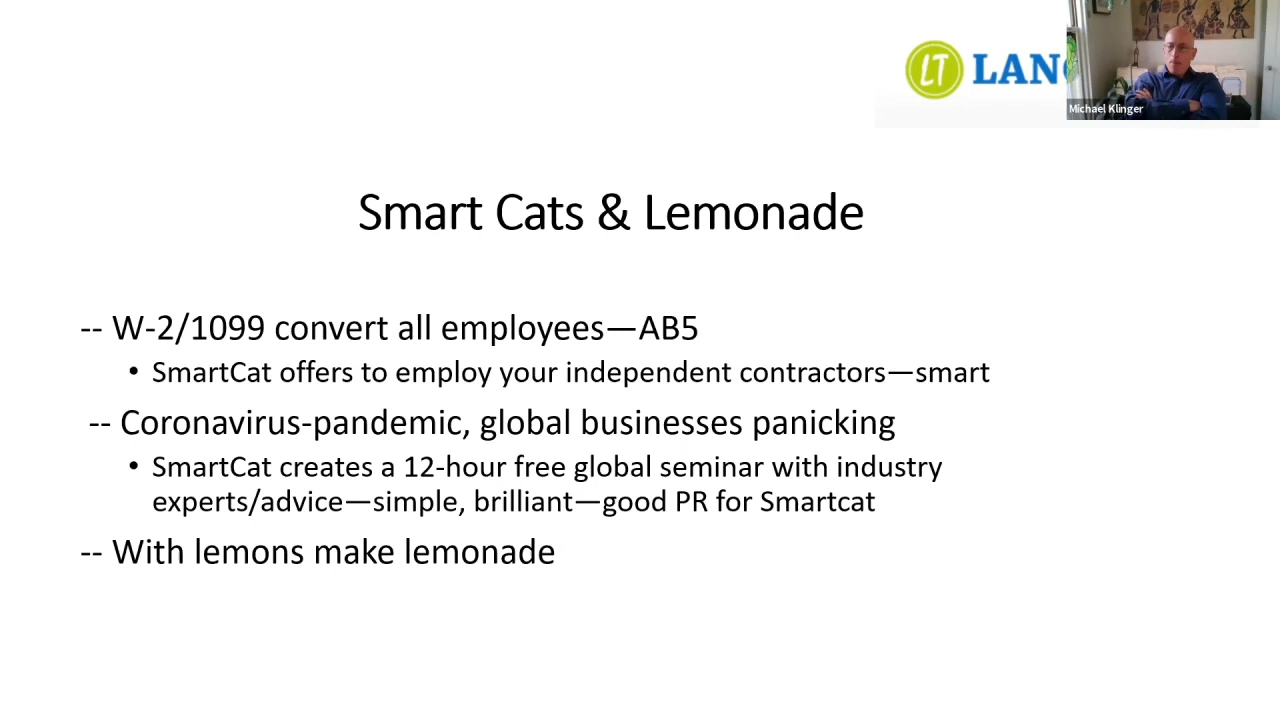 LT LAN
Michael Klinger
Smart Cats & Lemonade
-- W-2/1099 convert all employees—AB5
• SmartCat offers to employ your independent contractors—smart
-- Coronavirus-pandemic, global businesses panicking
• SmartCat creates a 12-hour free global seminar with industry
experts/advice—simple, brilliant—good PR for Smartcat
-- With lemons make lemonade